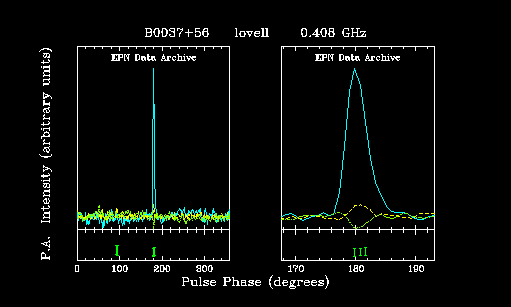 B0037+56 lovell 0.408 GHz
EPN Data Archive EPN Data Archive
P.A. Intensity (arbitrary units)
0 100 200 300 170 180 190
Pulse Phase (degrees)